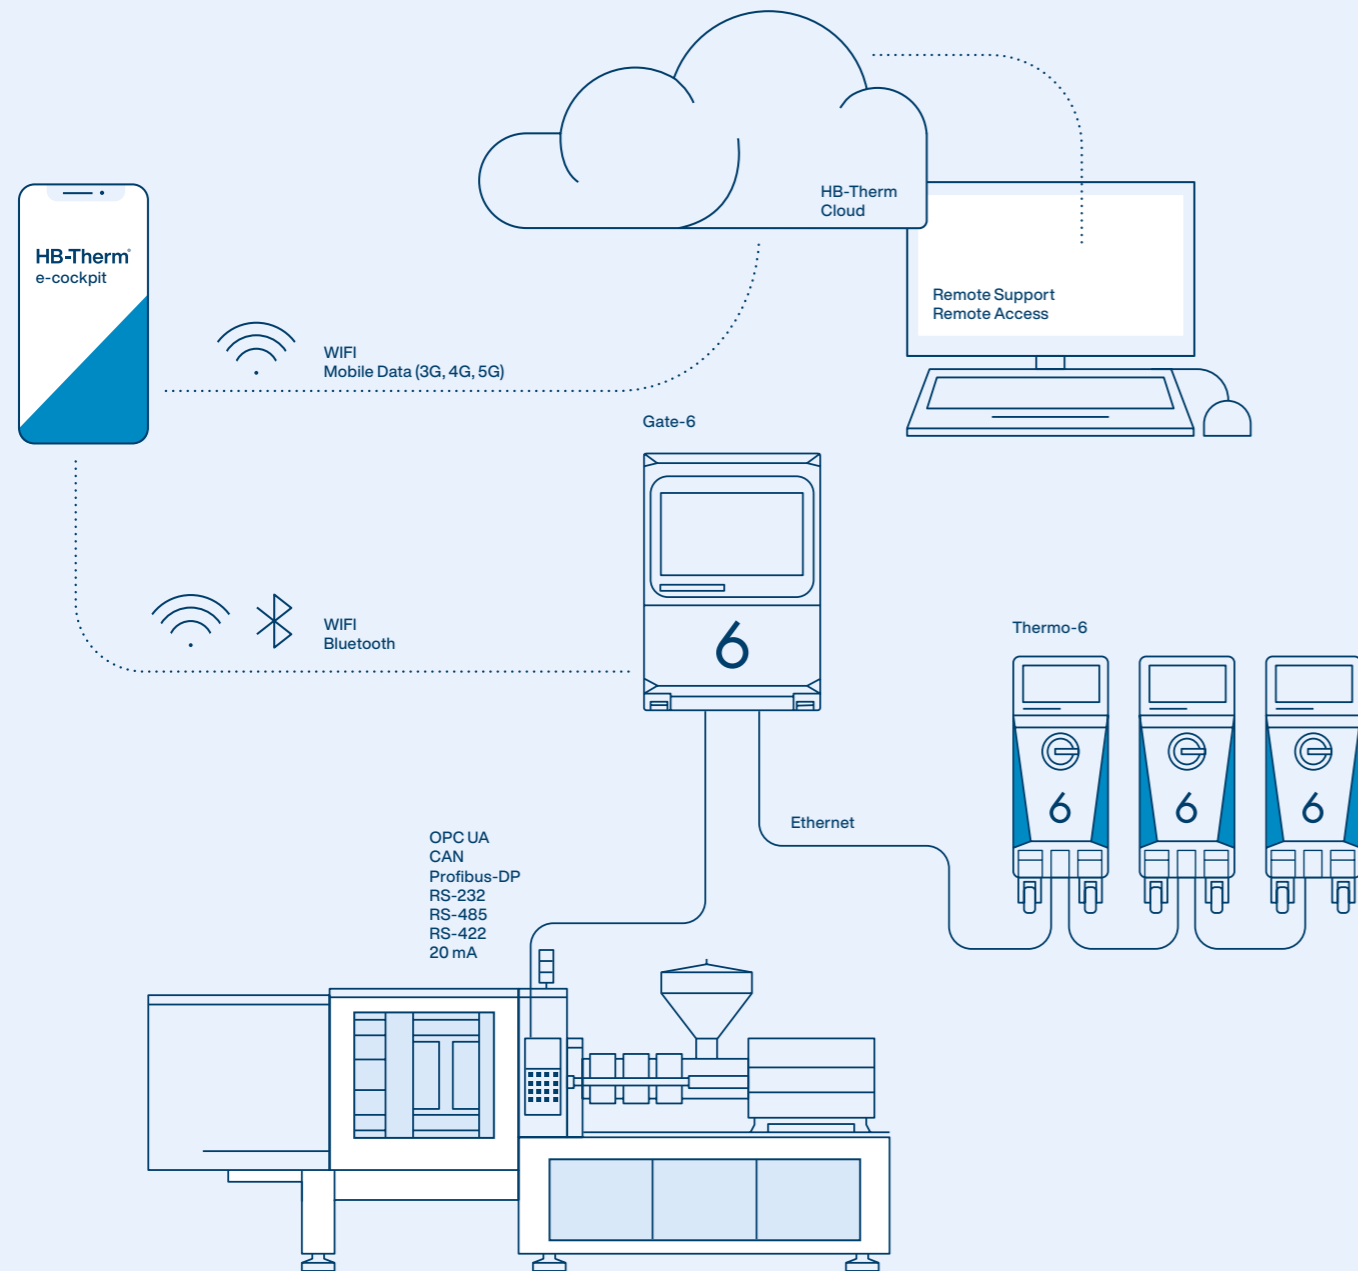 HB-Therm
Cloud
HB-Therm®
e-cockpit
Remote Support
Remote Access
WIFI
Mobile Data (3G, 4G, 5G)
Gate-6
6
WIFI
Bluetooth
Thermo-6
6
6
6
Ethernet
OPC UA
CAN
Profibus-DP
RS-232
RS-485
RS-422
20 mA